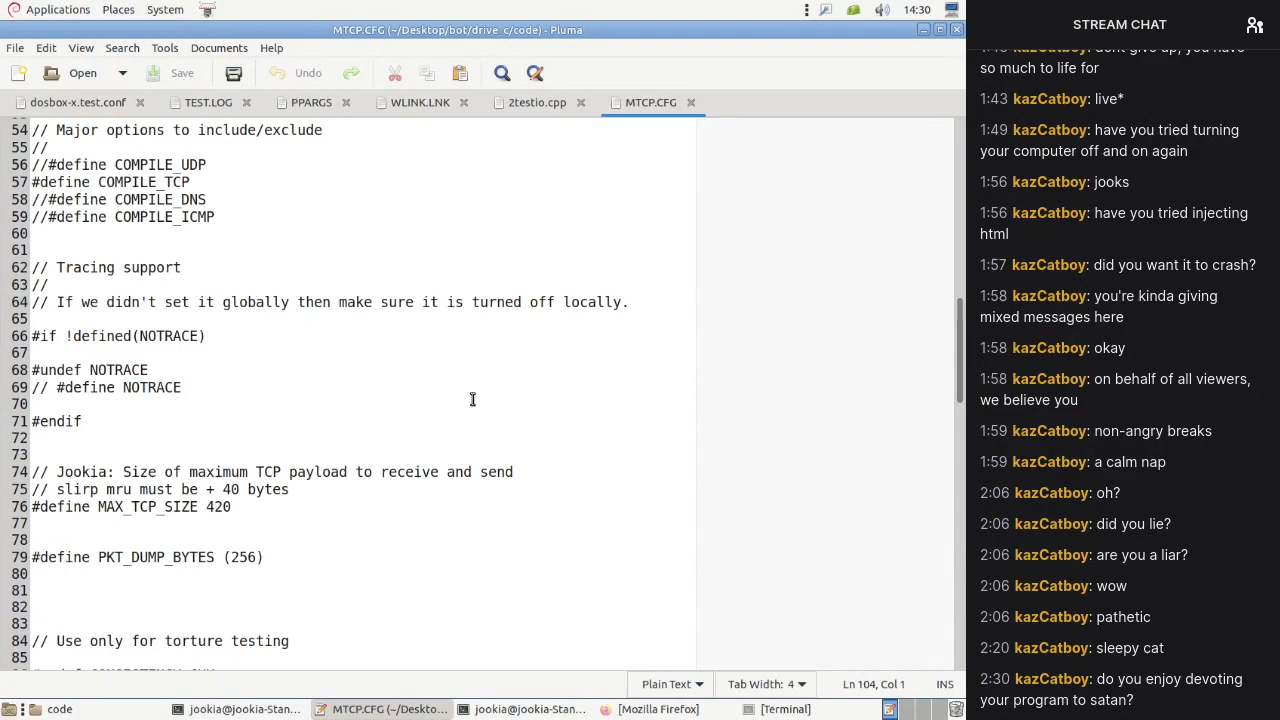 Applications Places System 14:30
MTCP.CFG (~/Desktop/bot/drive_c/code) - Pluma
File Edit View Search Tools Documents Help
Open Save Undo
dosbox-x.test.conf TEST.LOG PPARGS WLINK.LNK 2testio.cpp MTCP.CFG
54 // Major options to include/exclude
55 //
56 //#define COMPILE_UDP
57 #define COMPILE_TCP
58 //#define COMPILE_DNS
59 //#define COMPILE_ICMP
60
61
62 // Tracing support
63 //
64 // If we didn't set it globally then make sure it is turned off locally.
65
66 #if !defined(NOTRACE)
67
68 #undef NOTRACE
69 // #define NOTRACE
70
71 #endif
72
73
74 // Jookia: Size of maximum TCP payload to receive and send
75 // slirp mru must be + 40 bytes
76 #define MAX_TCP_SIZE 420
77
78
79 #define PKT_DUMP_BYTES (256)
80
81
82
83
84 // Use only for torture testing
85
Plain Text Tab Width: 4 Ln 104, Col 1 INS
code jookia@jookia-Stan... MTCP.CFG (~/Deskto... jookia@jookia-Stan... [Mozilla Firefox] [Terminal]
STREAM CHAT
so much to life for
1:43 kazCatboy: live*
1:49 kazCatboy: have you tried turning
your computer off and on again
1:56 kazCatboy: jooks
1:56 kazCatboy: have you tried injecting
html
1:57 kazCatboy: did you want it to crash?
1:58 kazCatboy: you're kinda giving
mixed messages here
1:58 kazCatboy: okay
1:58 kazCatboy: on behalf of all viewers,
we believe you
1:59 kazCatboy: non-angry breaks
1:59 kazCatboy: a calm nap
2:06 kazCatboy: oh?
2:06 kazCatboy: did you lie?
2:06 kazCatboy: are you a liar?
2:06 kazCatboy: wow
2:06 kazCatboy: pathetic
2:20 kazCatboy: sleepy cat
2:30 kazCatboy: do you enjoy devoting
your program to satan?